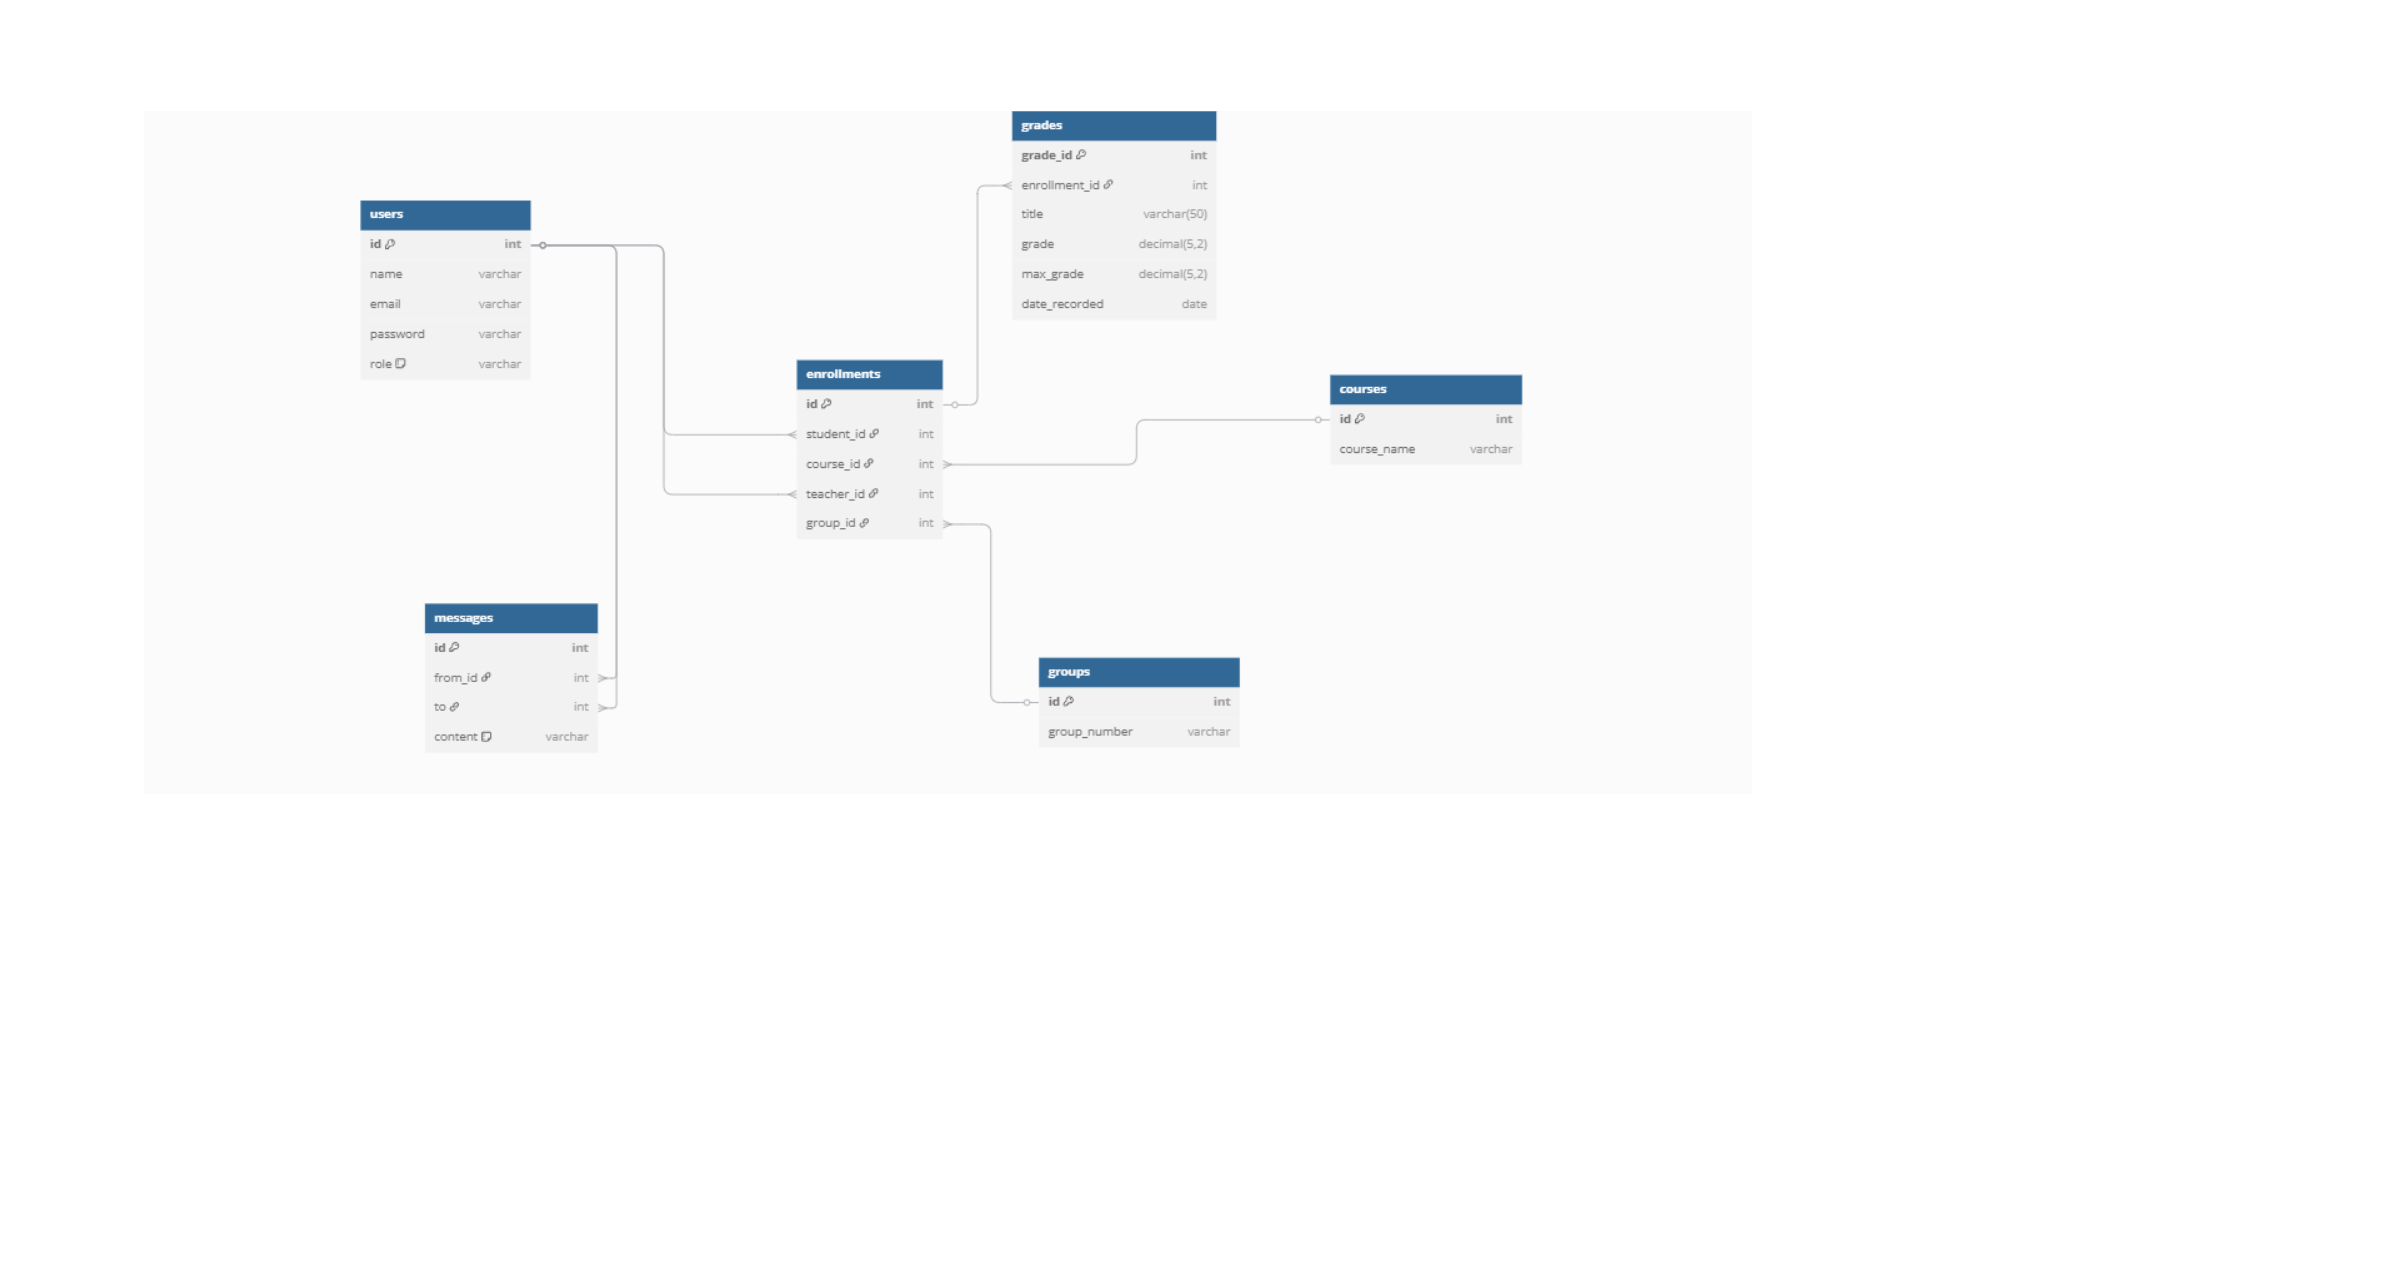 grades
grade_id int
enrollment_id int
title varchar(50)
grade decimal(5,2)
max_grade decimal(5,2)
date_recorded date
users
id int
name varchar
email varchar
password varchar
role varchar
enrollments
id int
student_id int
course_id int
teacher_id int
group_id int
courses
id int
course_name varchar
messages
id int
from_id int
to int
content varchar
groups
id int
group_number varchar